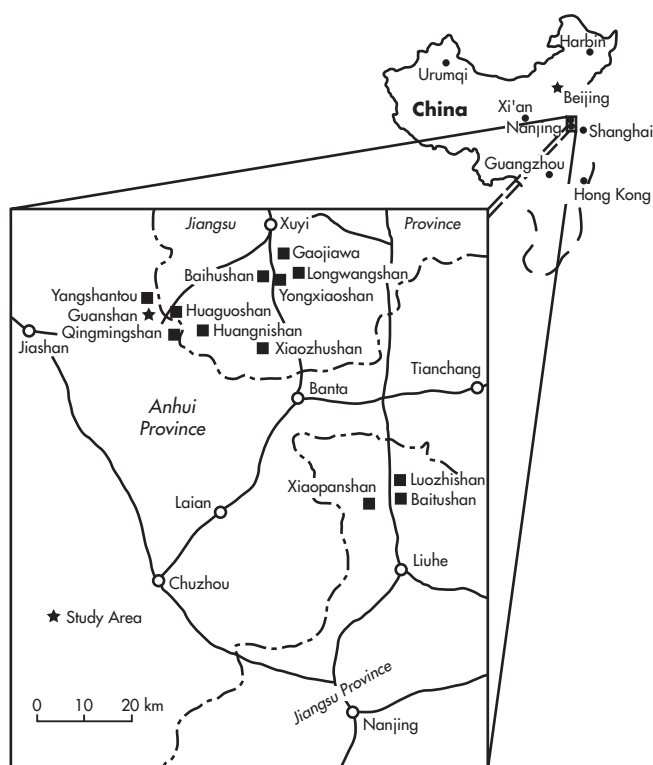 Harbin
Urumqi
Beijing
China
Xi'an
Nanjing
Shanghai
Guangzhou
Hong Kong
Jiangsu
Xuyi
Province
Gaojiawa
Baihushan
Longwangshan
Yongxiaoshan
Yangshantou
Guanshan
Huaguoshan
Qingmingshan
Huangnishan
Jiashan
Xiaozhushan
Tianchang
Banta
Anhui
Province
Xiaopanshan
Luozhishan
Baitushan
Laian
Liuhe
Chuzhou
Study Area
Jiangsu Province
0 10 20 km
Nanjing